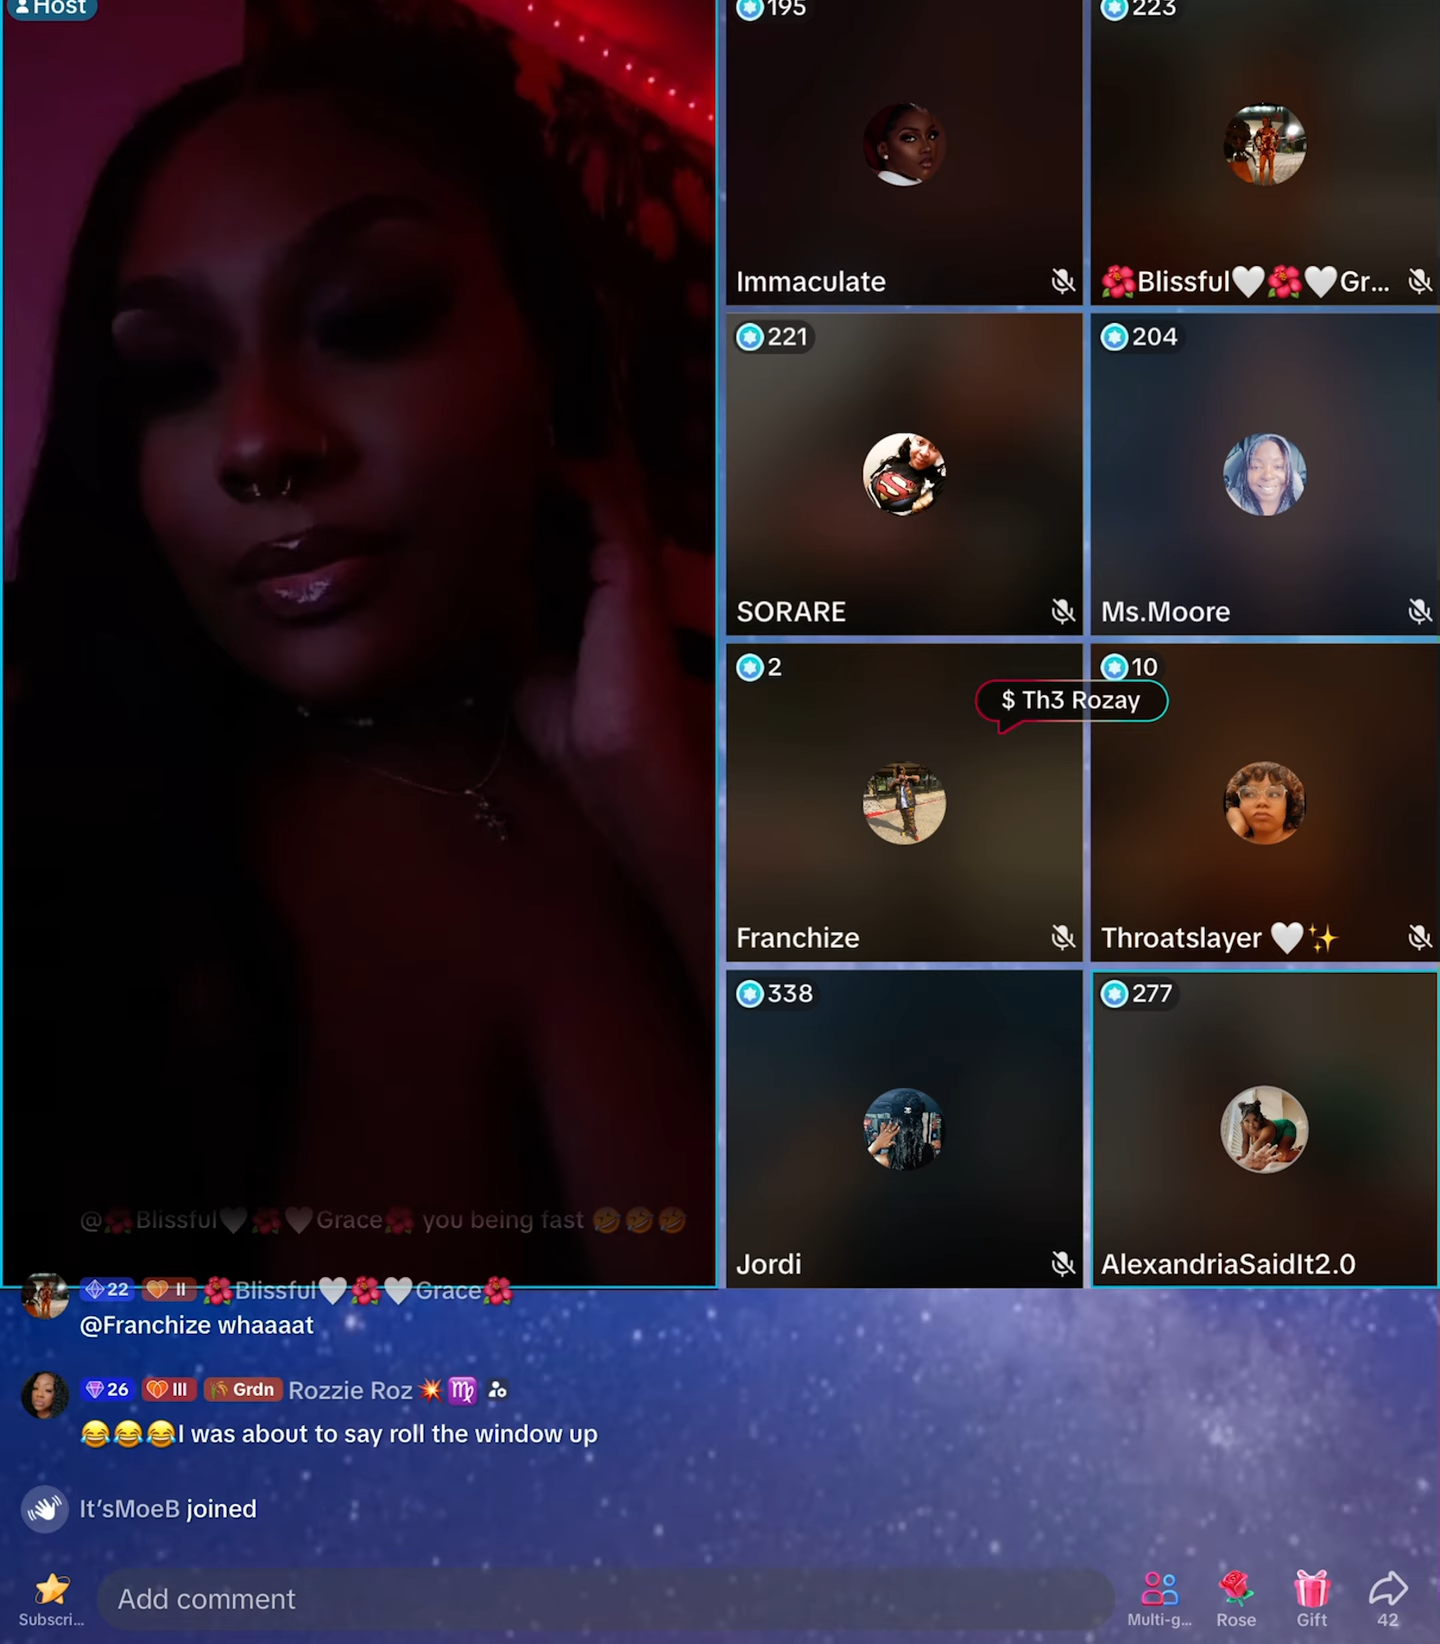 Host
195
223
Immaculate
🌺Blissful🤍🌺🤍Gr...
221
204
SORARE
Ms.Moore
2
10
$ Th3 Rozay
Franchize
Throatslayer 🤍✨
338
277
Jordi
AlexandriaSaidIt2.0
@🌺Blissful🤍🌺🤍Grace🌺 you being fast 🤣🤣🤣
22 II 🌺Blissful🤍🌺🤍Grace🌺
@Franchize whaaaat
26 III Grdn Rozzie Roz 💥♍
😂😂😂I was about to say roll the window up
It'sMoeB joined
Add comment
Subscri...
Multi-g...
Rose
Gift
42